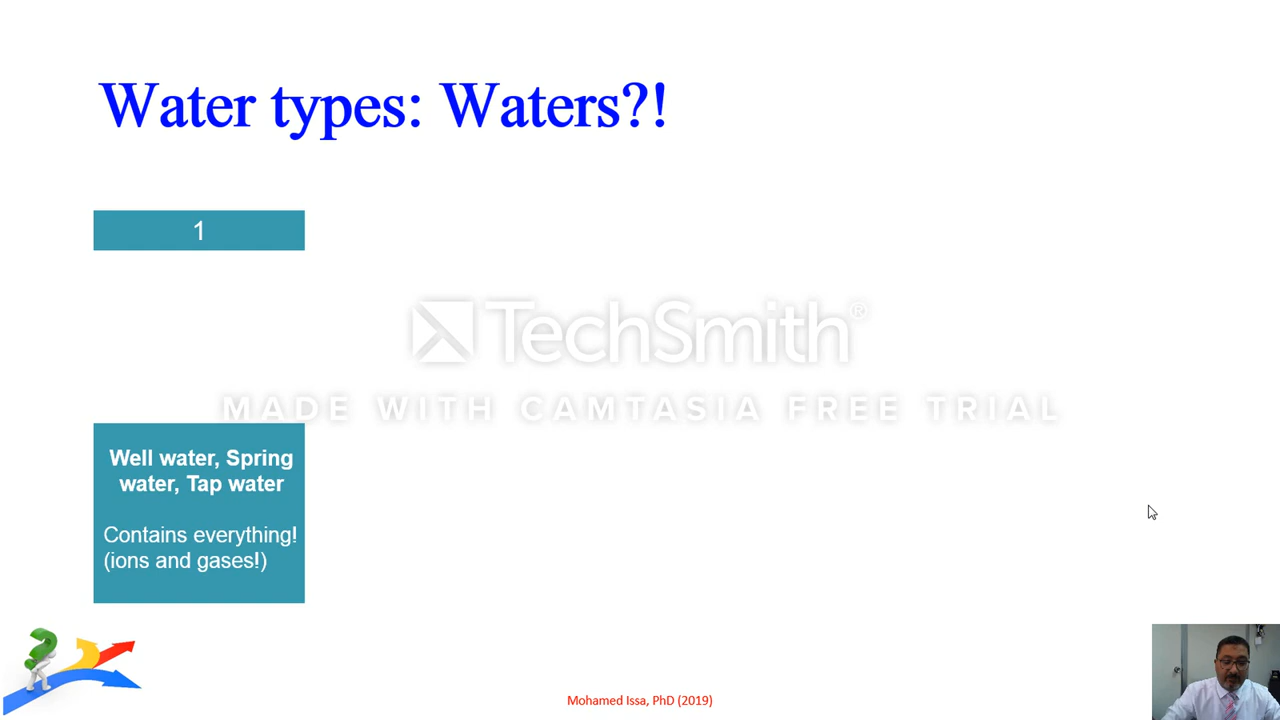 Water types: Waters?!
1
TechSmith®
MADE WITH CAMTASIA FREE TRIAL
Well water, Spring
water, Tap water
Contains everything!
(ions and gases!)
Mohamed Issa, PhD (2019)